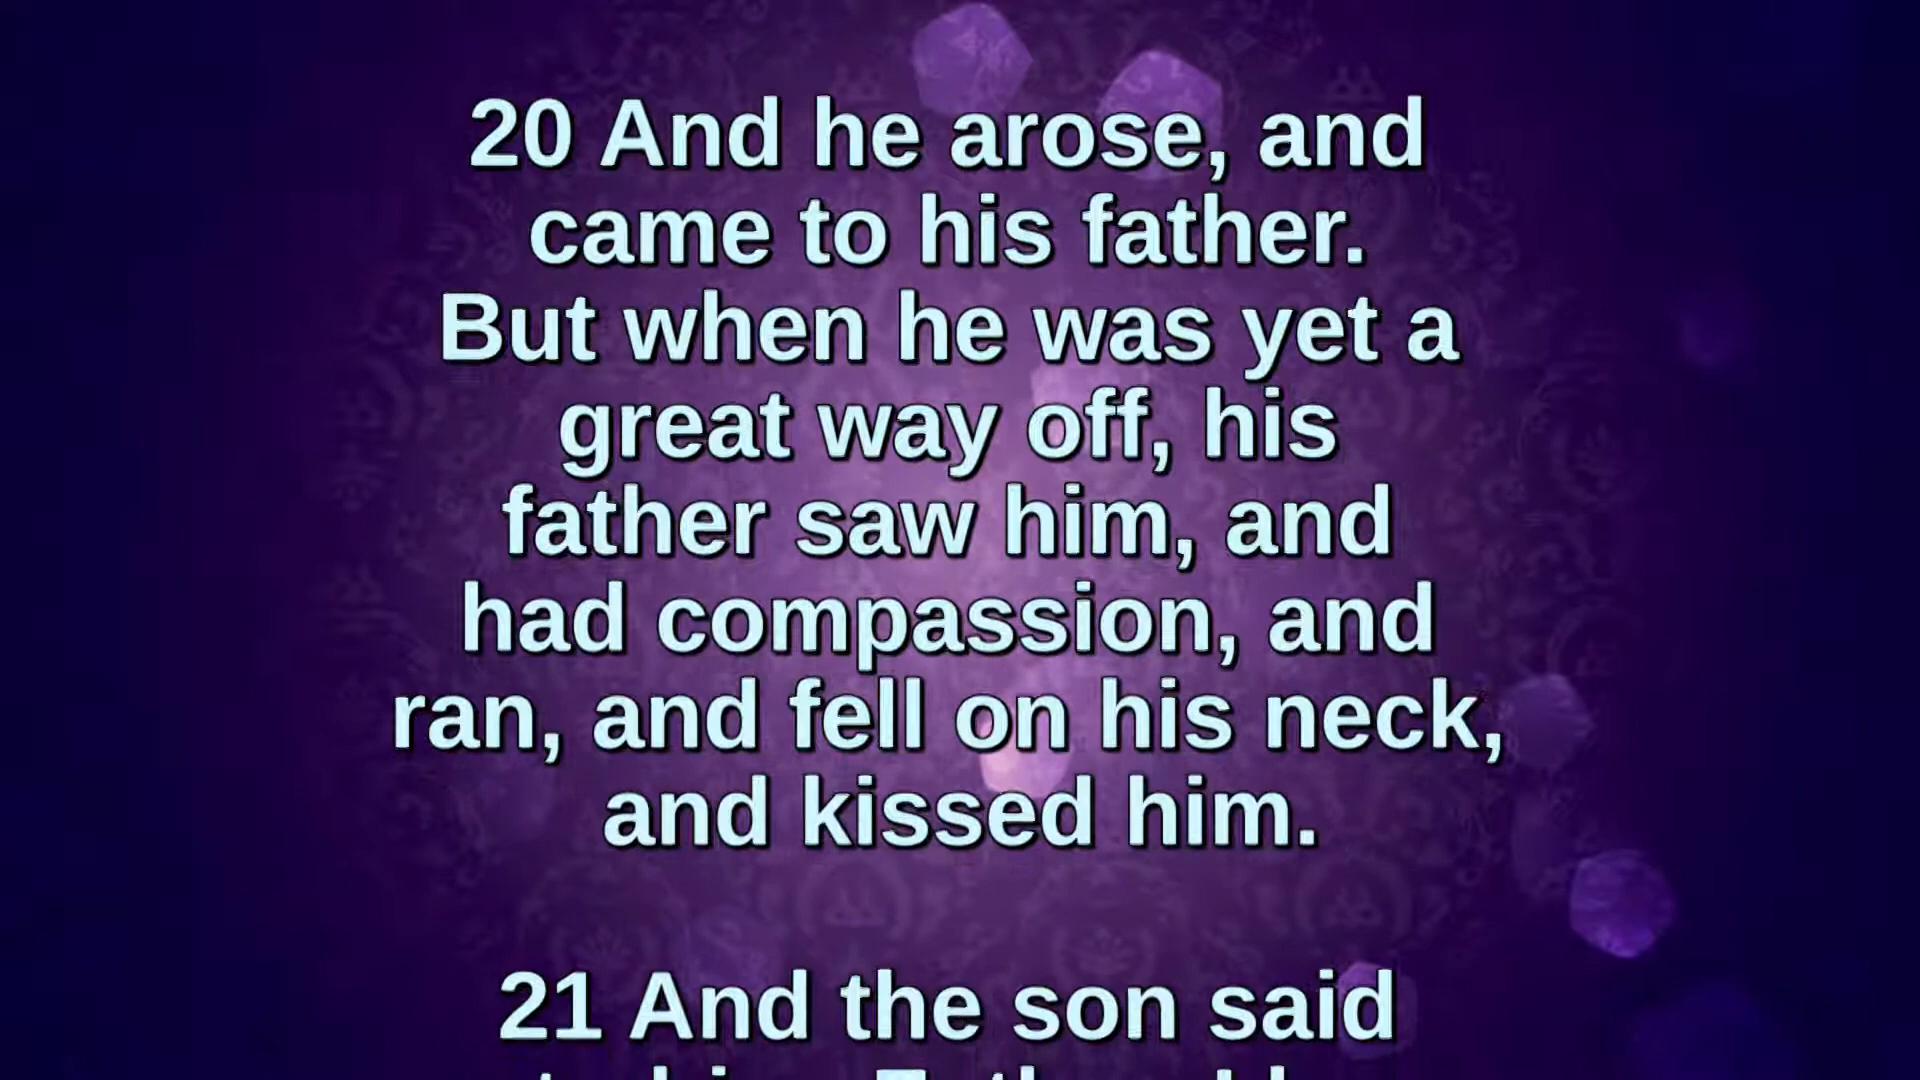 20 And he arose, and
came to his father.
But when he was yet a
great way off, his
father saw him, and
had compassion, and
ran, and fell on his neck,
and kissed him.
21 And the son said